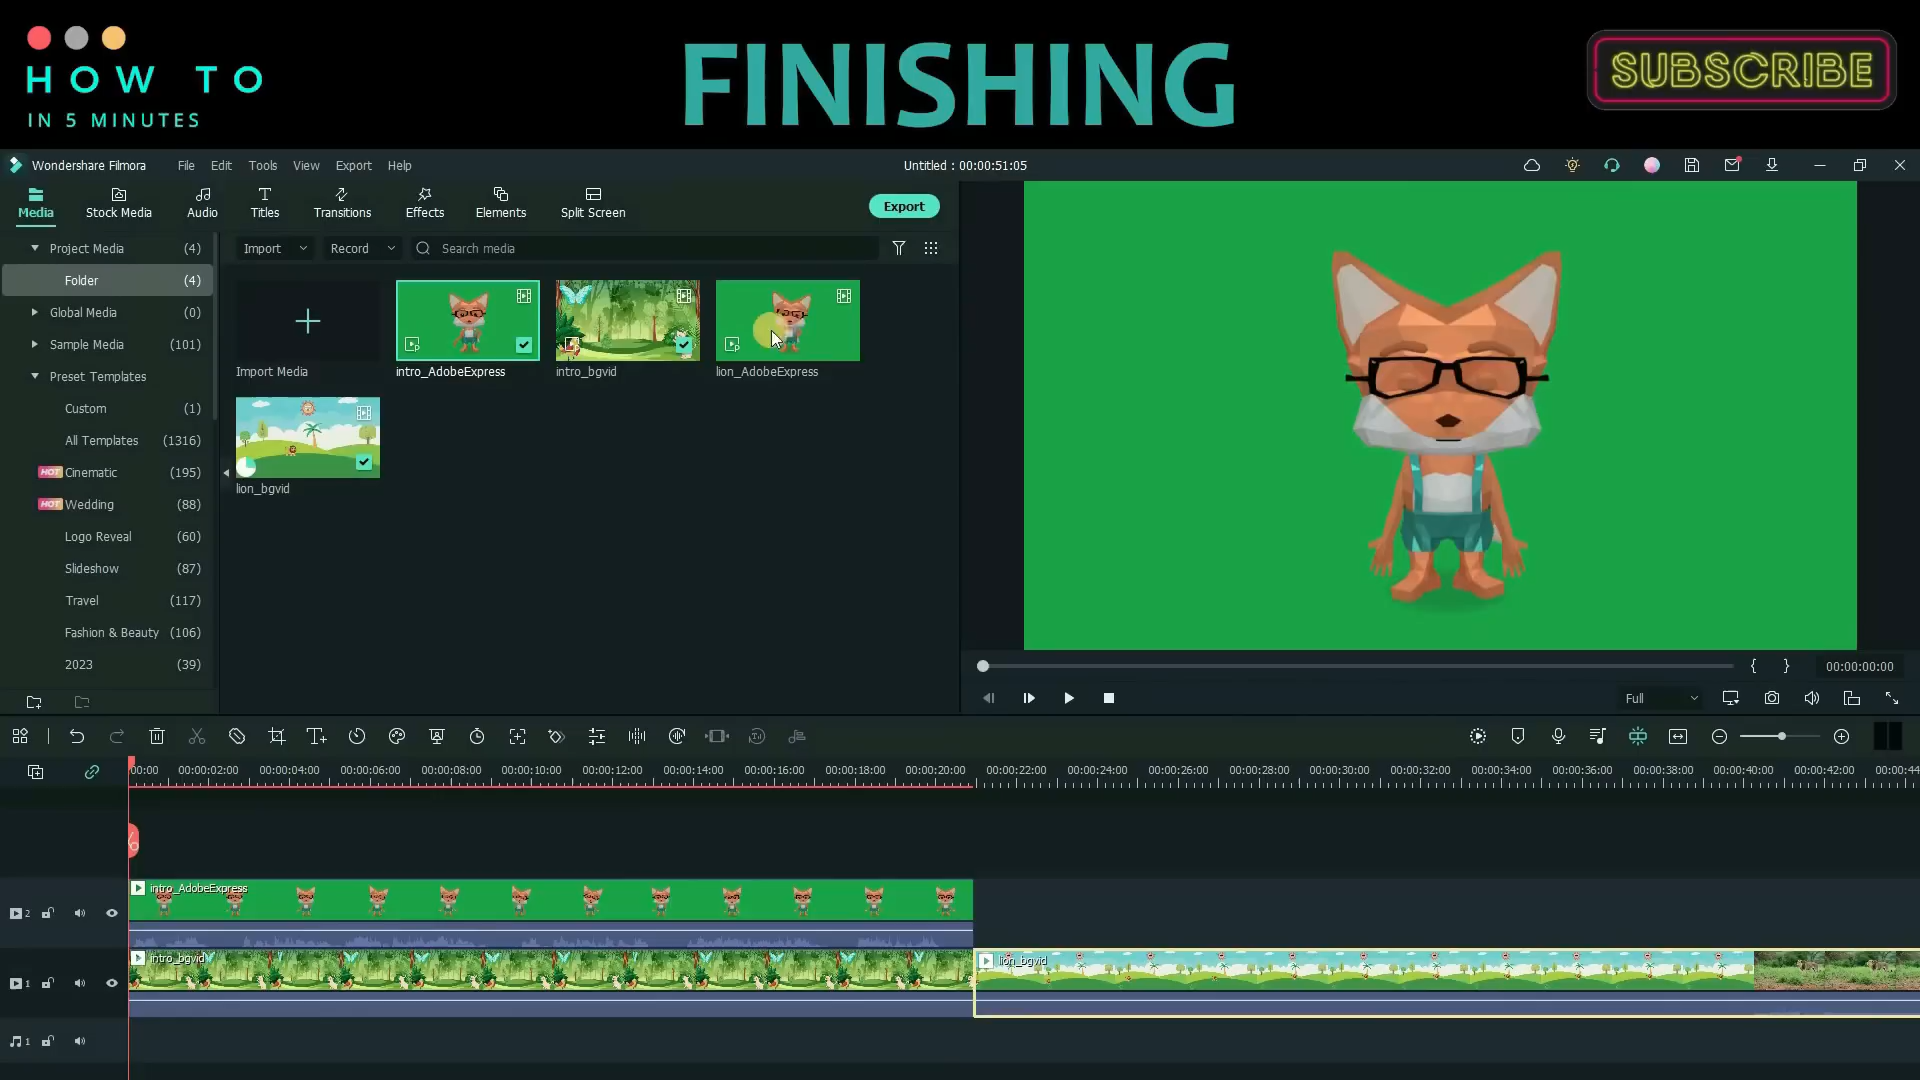 HOW TO
IN 5 MINUTES
FINISHING
SUBSCRIBE
Wondershare Filmora File Edit Tools View Export Help
Untitled : 00:00:51:05
Media Stock Media Audio Titles Transitions Effects Elements Split Screen
Export
Project Media (4)
Folder (4)
Global Media (0)
Sample Media (101)
Preset Templates
Custom (1)
All Templates (1316)
HOT Cinematic (195)
HOT Wedding (88)
Logo Reveal (60)
Slideshow (87)
Travel (117)
Fashion & Beauty (106)
2023 (39)
Import Record Search media
Import Media intro_AdobeExpress intro_bgvid lion_AdobeExpress
lion_bgvid
00:00:00:00
Full
00:00 00:00:02:00 00:00:04:00 00:00:06:00 00:00:08:00 00:00:10:00 00:00:12:00 00:00:14:00 00:00:16:00 00:00:18:00 00:00:20:00 00:00:22:00 00:00:24:00 00:00:26:00 00:00:28:00 00:00:30:00 00:00:32:00 00:00:34:00 00:00:36:00 00:00:38:00 00:00:40:00 00:00:42:00 00:00:44
intro_AdobeExpress
2
intro_bgvid lion_bgvid
1
1